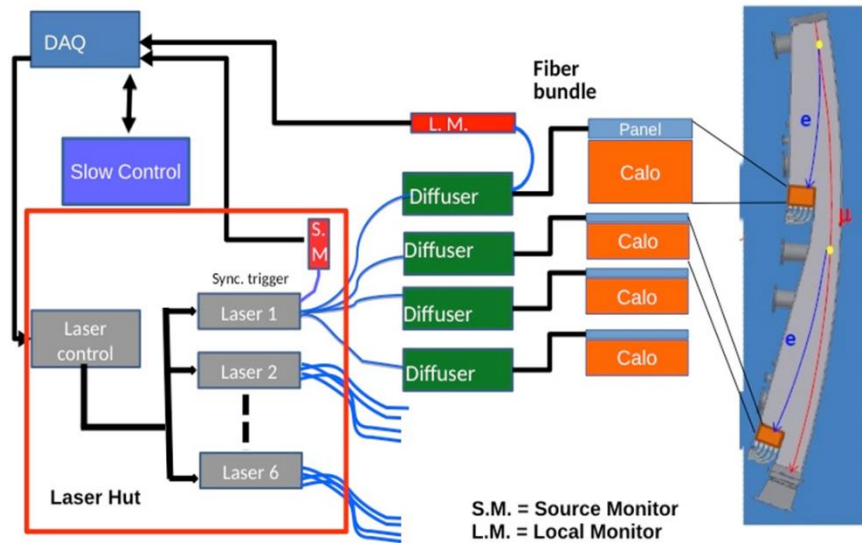 DAQ
Slow Control
S.
M
Sync. trigger
Laser control
Laser 1
Laser 2
Laser 6
Laser Hut
L. M.
Diffuser
Diffuser
Diffuser
Diffuser
Fiber
bundle
Panel
Calo
Calo
Calo
Calo
e
μ
e
S.M. = Source Monitor
L.M. = Local Monitor